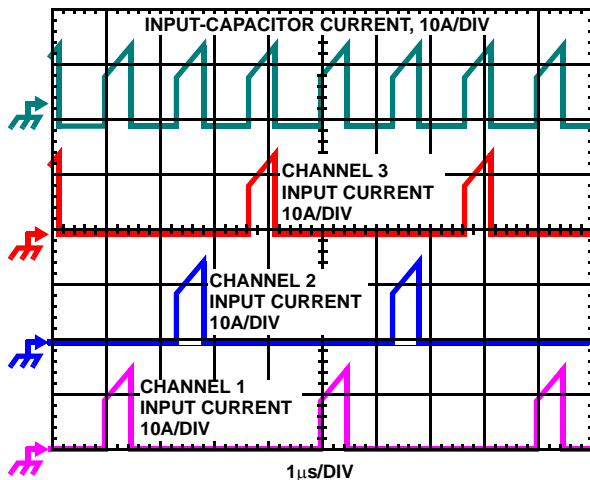 INPUT-CAPACITOR CURRENT, 10A/DIV
CHANNEL 3
INPUT CURRENT
10A/DIV
CHANNEL 2
INPUT CURRENT
10A/DIV
CHANNEL 1
INPUT CURRENT
10A/DIV
1μs/DIV